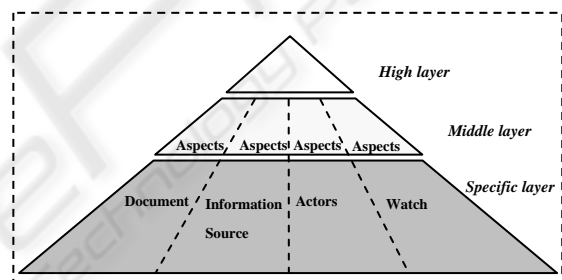 High layer
Middle layer
Aspects Aspects Aspects Aspects
Specific layer
Document Information Source Actors Watch